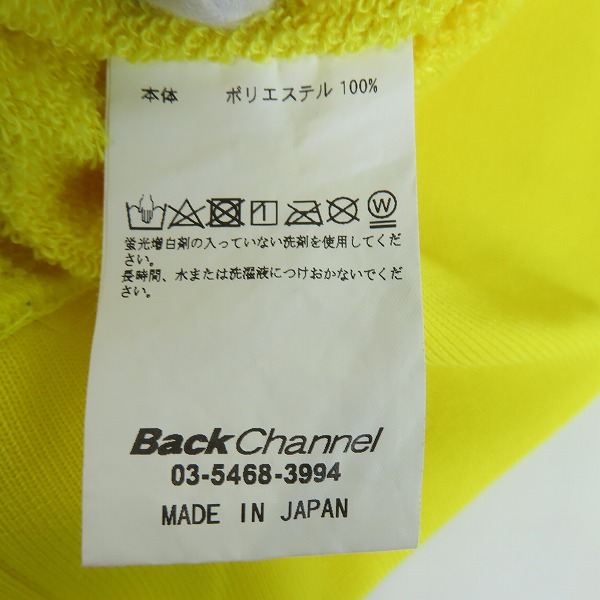 本体 ポリエステル 100%
W
蛍光増白剤の入っていない洗剤を使用してくだ
さい。
長時間、水または洗濯液につけおかないでくだ
さい。
BackChannel
03-5468-3994
MADE IN JAPAN